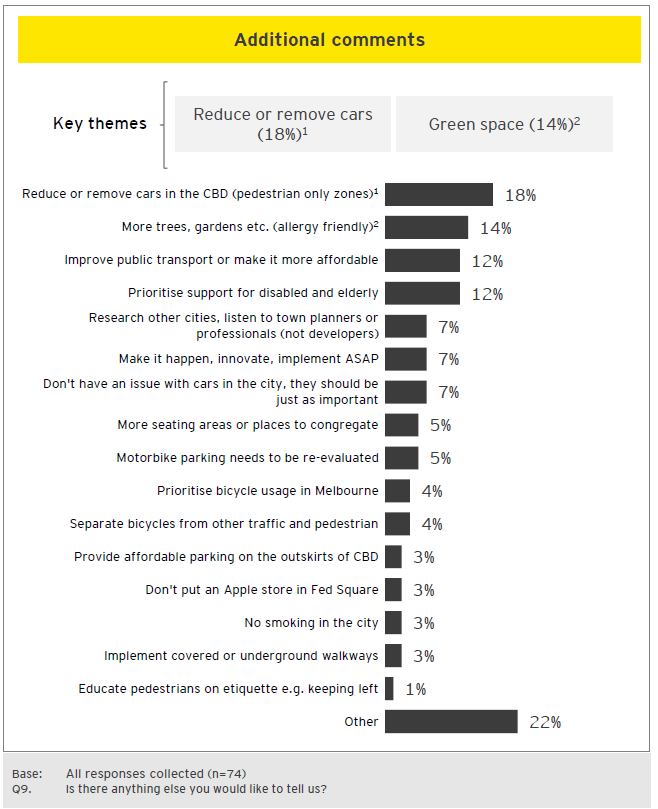 Additional comments
Key themes
Reduce or remove cars
(18%)¹
Green space (14%)²
Reduce or remove cars in the CBD (pedestrian only zones)¹ 18%
More trees, gardens etc. (allergy friendly)² 14%
Improve public transport or make it more affordable 12%
Prioritise support for disabled and elderly 12%
Research other cities, listen to town planners or
professionals (not developers) 7%
Make it happen, innovate, implement ASAP 7%
Don't have an issue with cars in the city, they should be
just as important 7%
More seating areas or places to congregate 5%
Motorbike parking needs to be re-evaluated 5%
Prioritise bicycle usage in Melbourne 4%
Separate bicycles from other traffic and pedestrian 4%
Provide affordable parking on the outskirts of CBD 3%
Don't put an Apple store in Fed Square 3%
No smoking in the city 3%
Implement covered or underground walkways 3%
Educate pedestrians on etiquette e.g. keeping left 1%
Other 22%
Base: All responses collected (n=74)
Q9. Is there anything else you would like to tell us?